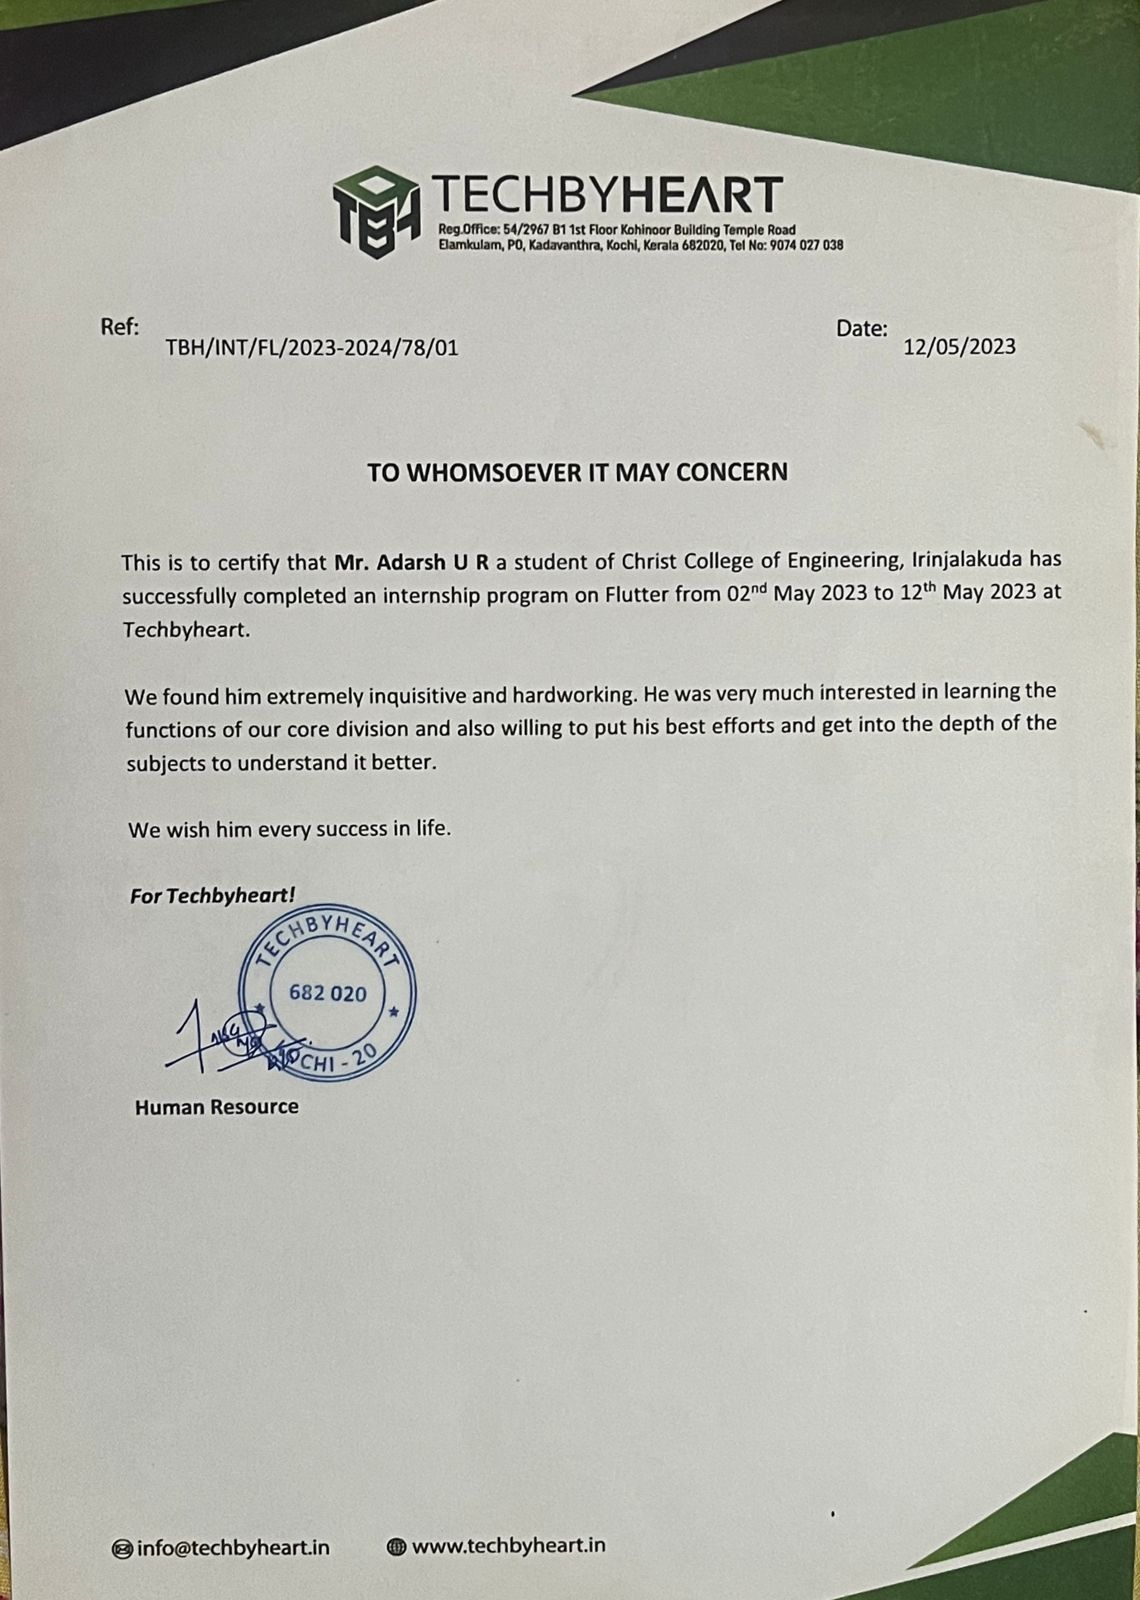 TBH
TECHBYHEART
Reg.Office: 54/2967 B1 1st Floor Kohinoor Building Temple Road
Elamkulam, PO, Kadavanthra, Kochi, Kerala 682020, Tel No: 9074 027 038
Ref:
TBH/INT/FL/2023-2024/78/01
Date:
12/05/2023
TO WHOMSOEVER IT MAY CONCERN
This is to certify that Mr. Adarsh U R a student of Christ College of Engineering, Irinjalakuda has
successfully completed an internship program on Flutter from 02nd May 2023 to 12th May 2023 at
Techbyheart.
We found him extremely inquisitive and hardworking. He was very much interested in learning the
functions of our core division and also willing to put his best efforts and get into the depth of the
subjects to understand it better.
We wish him every success in life.
For Techbyheart!
TECHBYHEART
682 020
KOCHI - 20
Human Resource
info@techbyheart.in
www.techbyheart.in